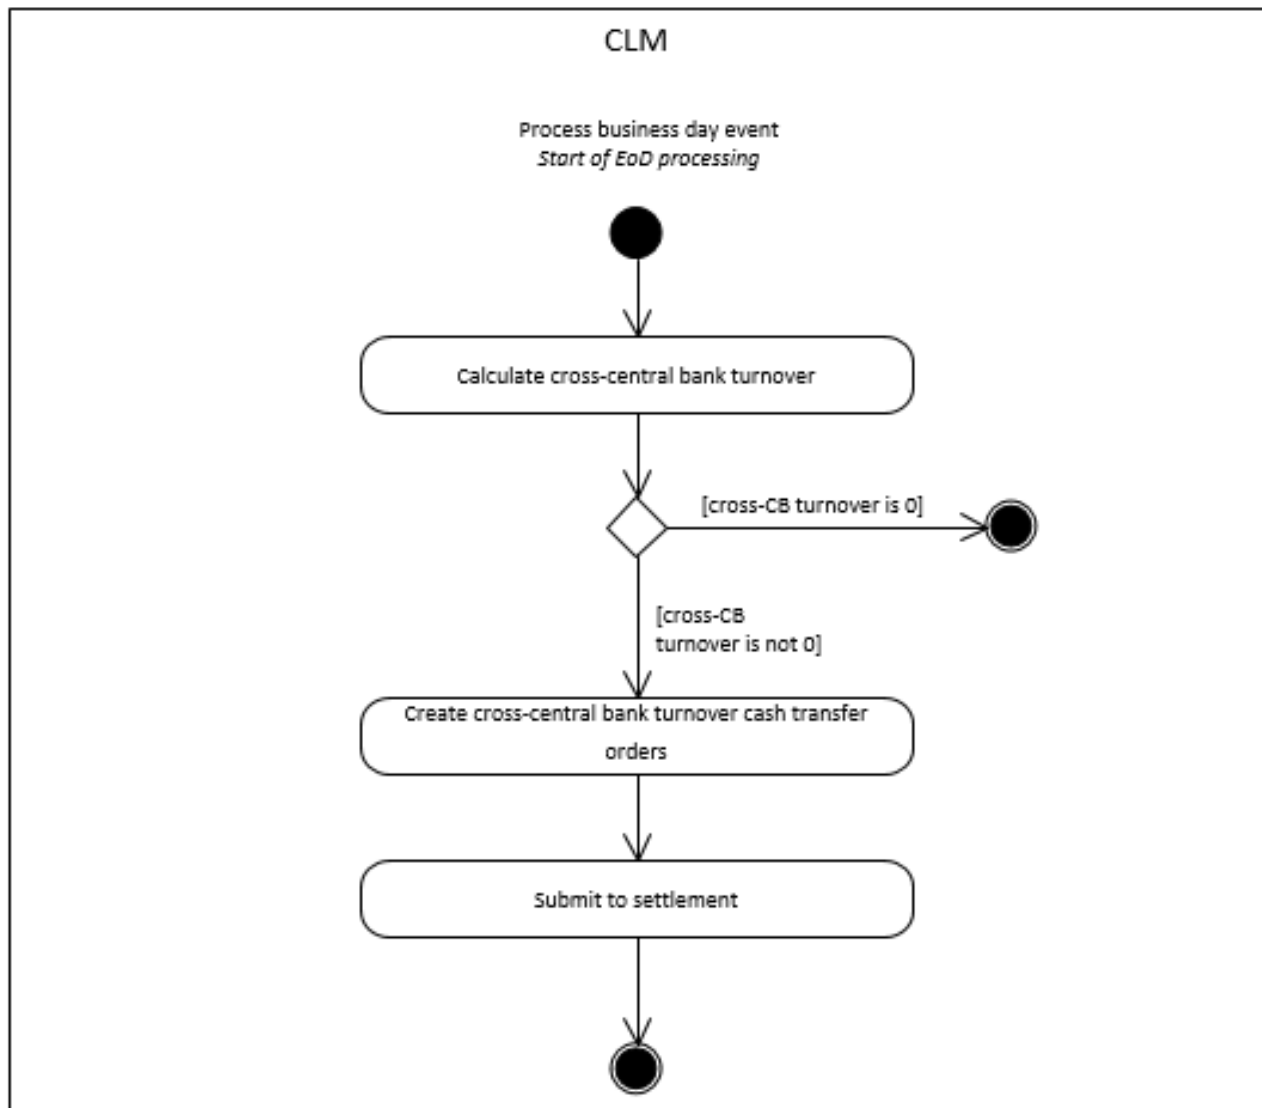 CLM
Process business day event
Start of EoD processing
Calculate cross-central bank turnover
[cross-CB turnover is 0]
[cross-CB
turnover is not 0]
Create cross-central bank turnover cash transfer
orders
Submit to settlement